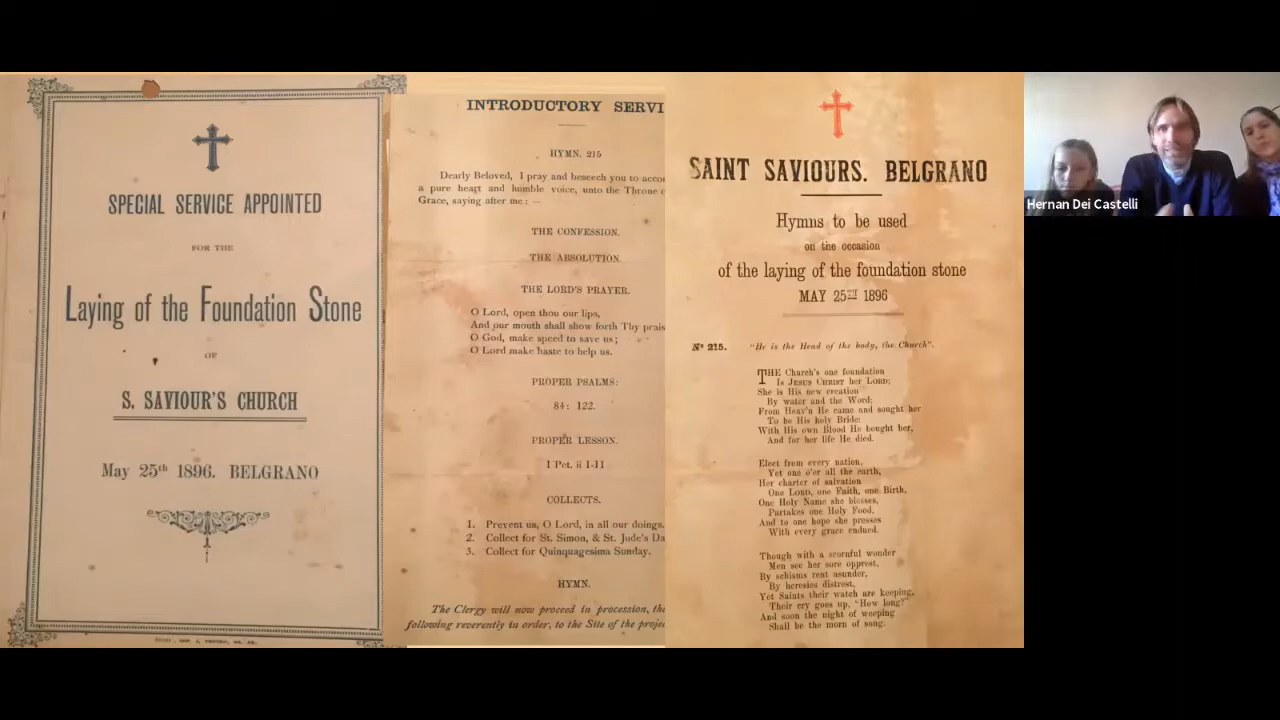 SPECIAL SERVICE APPOINTED
FOR THE
Laying of the Foundation Stone
OF
S. SAVIOUR'S CHURCH
May 25th 1896. BELGRANO
INTRODUCTORY SERVI
HYMN. 215
Dearly Beloved, I pray and beseech you to accor
a pure heart and humble voice, unto the Throne
Grace, saying after me: —
THE CONFESSION.
THE ABSOLUTION.
THE LORD'S PRAYER.
O Lord, open thou our lips,
And our mouth shall show forth Thy prais
O God, make speed to save us;
O Lord make haste to help us.
PROPER PSALMS:
84: 122.
PROPER LESSON.
I Pet. ii 1-11
COLLECTS.
1. Prevent us, O Lord, in all our doings.
2. Collect for St. Simon, & St. Jude's Da
3. Collect for Quinquagesima Sunday.
HYMN.
The Clergy will now proceed in procession, the
following reverently in order, to the Site of the projec
SAINT SAVIOURS. BELGRANO
Hymns to be used
on the occasion
of the laying of the foundation stone
MAY 25TH 1896
No 215. "He is the Head of the body, the Church".
THE Church's one foundation
Is JESUS CHRIST her LORD;
She is His new creation
By water and the Word;
From Heav'n He came and sought her
To be His holy Bride:
With His own Blood He bought her,
And for her life He died.
Elect from every nation,
Yet one o'er all the earth,
Her charter of salvation
One LORD, one Faith, one Birth,
One Holy Name she blesses,
Partakes one Holy Food,
And to one hope she presses
With every grace endued.
Though with a scornful wonder
Men see her sore opprest,
By schisms rent asunder,
By heresies distrest,
Yet Saints their watch are keeping,
Their cry goes up, "How long?"
And soon the night of weeping
Shall be the morn of song.
Hernan Dei Castelli